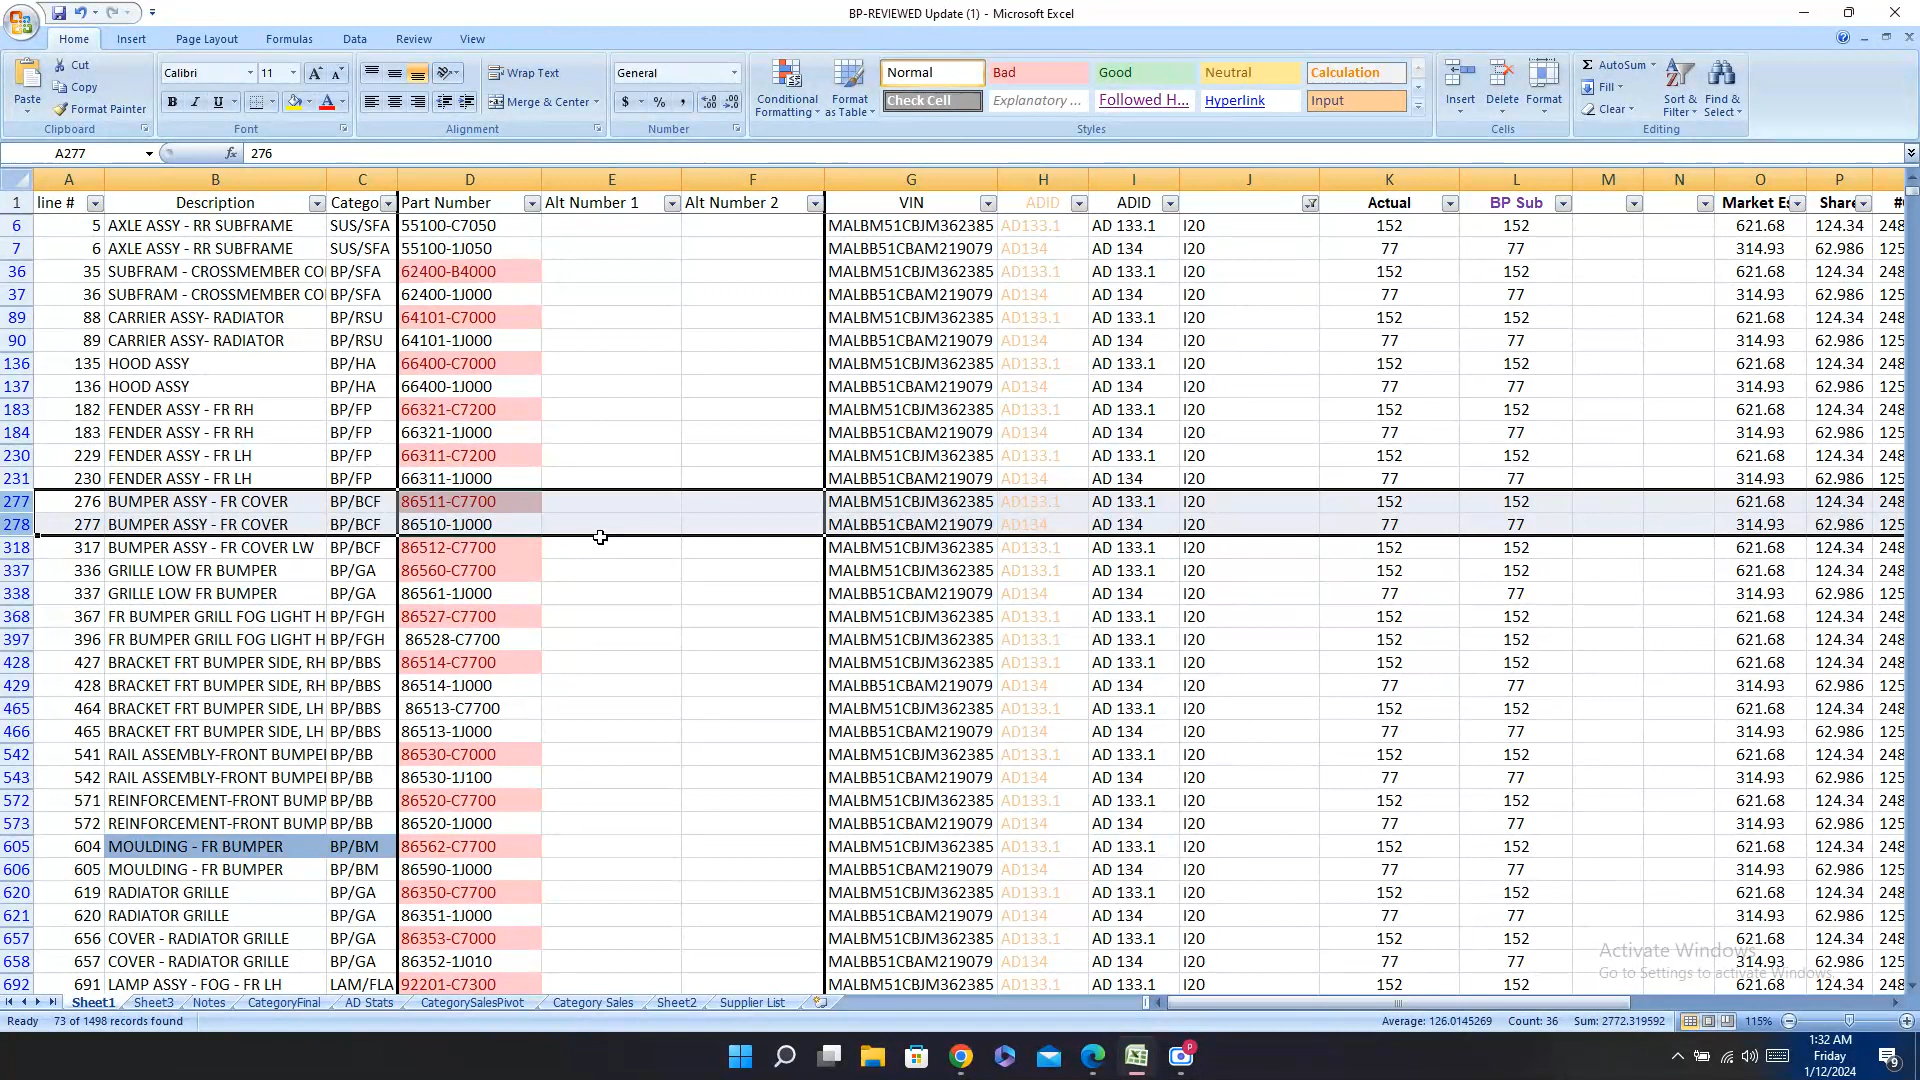 BP-REVIEWED Update (1) - Microsoft Excel
Home Insert Page Layout Formulas Data Review View
Paste Cut Copy Format Painter Clipboard
Calibri 11 B I U Font
Wrap Text Merge & Center Alignment
General $ % , Number
Conditional Formatting Format as Table
Normal Bad Good Neutral Calculation
Check Cell Explanatory ... Followed H... Hyperlink Input
Styles
Insert Delete Format Cells
AutoSum Fill Clear Sort & Filter Find & Select Editing
A277 fx 276
A B C D E F G H I J K L M N O P
1 line # Description Catego Part Number Alt Number 1 Alt Number 2 VIN ADID ADID Actual BP Sub Market Es Share #
6 5 AXLE ASSY - RR SUBFRAME SUS/SFA 55100-C7050 MALBM51CBJM362385 AD133.1 AD 133.1 I20 152 152 621.68 124.34 248
7 6 AXLE ASSY - RR SUBFRAME SUS/SFA 55100-1J050 MALBB51CBAM219079 AD134 AD 134 I20 77 77 314.93 62.986 125
36 35 SUBFRAM - CROSSMEMBER CO BP/SFA 62400-B4000 MALBM51CBJM362385 AD133.1 AD 133.1 I20 152 152 621.68 124.34 248
37 36 SUBFRAM - CROSSMEMBER CO BP/SFA 62400-1J000 MALBB51CBAM219079 AD134 AD 134 I20 77 77 314.93 62.986 125
89 88 CARRIER ASSY- RADIATOR BP/RSU 64101-C7000 MALBM51CBJM362385 AD133.1 AD 133.1 I20 152 152 621.68 124.34 248
90 89 CARRIER ASSY- RADIATOR BP/RSU 64101-1J000 MALBB51CBAM219079 AD134 AD 134 I20 77 77 314.93 62.986 125
136 135 HOOD ASSY BP/HA 66400-C7000 MALBM51CBJM362385 AD133.1 AD 133.1 I20 152 152 621.68 124.34 248
137 136 HOOD ASSY BP/HA 66400-1J000 MALBB51CBAM219079 AD134 AD 134 I20 77 77 314.93 62.986 125
183 182 FENDER ASSY - FR RH BP/FP 66321-C7200 MALBM51CBJM362385 AD133.1 AD 133.1 I20 152 152 621.68 124.34 248
184 183 FENDER ASSY - FR RH BP/FP 66321-1J000 MALBB51CBAM219079 AD134 AD 134 I20 77 77 314.93 62.986 125
230 229 FENDER ASSY - FR LH BP/FP 66311-C7200 MALBM51CBJM362385 AD133.1 AD 133.1 I20 152 152 621.68 124.34 248
231 230 FENDER ASSY - FR LH BP/FP 66311-1J000 MALBB51CBAM219079 AD134 AD 134 I20 77 77 314.93 62.986 125
277 276 BUMPER ASSY - FR COVER BP/BCF 86511-C7700 MALBM51CBJM362385 AD133.1 AD 133.1 I20 152 152 621.68 124.34 248
278 277 BUMPER ASSY - FR COVER BP/BCF 86510-1J000 MALBB51CBAM219079 AD134 AD 134 I20 77 77 314.93 62.986 125
318 317 BUMPER ASSY - FR COVER LW BP/BCF 86512-C7700 MALBM51CBJM362385 AD133.1 AD 133.1 I20 152 152 621.68 124.34 248
337 336 GRILLE LOW FR BUMPER BP/GA 86560-C7700 MALBM51CBJM362385 AD133.1 AD 133.1 I20 152 152 621.68 124.34 248
338 337 GRILLE LOW FR BUMPER BP/GA 86561-1J000 MALBB51CBAM219079 AD134 AD 134 I20 77 77 314.93 62.986 125
368 367 FR BUMPER GRILL FOG LIGHT H BP/FGH 86527-C7700 MALBM51CBJM362385 AD133.1 AD 133.1 I20 152 152 621.68 124.34 248
397 396 FR BUMPER GRILL FOG LIGHT H BP/FGH 86528-C7700 MALBM51CBJM362385 AD133.1 AD 133.1 I20 152 152 621.68 124.34 248
428 427 BRACKET FRT BUMPER SIDE, RH BP/BBS 86514-C7700 MALBM51CBJM362385 AD133.1 AD 133.1 I20 152 152 621.68 124.34 248
429 428 BRACKET FRT BUMPER SIDE, RH BP/BBS 86514-1J000 MALBB51CBAM219079 AD134 AD 134 I20 77 77 314.93 62.986 125
465 464 BRACKET FRT BUMPER SIDE, LH BP/BBS 86513-C7700 MALBM51CBJM362385 AD133.1 AD 133.1 I20 152 152 621.68 124.34 248
466 465 BRACKET FRT BUMPER SIDE, LH BP/BBS 86513-1J000 MALBB51CBAM219079 AD134 AD 134 I20 77 77 314.93 62.986 125
542 541 RAIL ASSEMBLY-FRONT BUMPER BP/BB 86530-C7000 MALBM51CBJM362385 AD133.1 AD 133.1 I20 152 152 621.68 124.34 248
543 542 RAIL ASSEMBLY-FRONT BUMPER BP/BB 86530-1J100 MALBB51CBAM219079 AD134 AD 134 I20 77 77 314.93 62.986 125
572 571 REINFORCEMENT-FRONT BUMP BP/BB 86520-C7700 MALBM51CBJM362385 AD133.1 AD 133.1 I20 152 152 621.68 124.34 248
573 572 REINFORCEMENT-FRONT BUMP BP/BB 86520-1J000 MALBB51CBAM219079 AD134 AD 134 I20 77 77 314.93 62.986 125
605 604 MOULDING - FR BUMPER BP/BM 86562-C7700 MALBM51CBJM362385 AD133.1 AD 133.1 I20 152 152 621.68 124.34 248
606 605 MOULDING - FR BUMPER BP/BM 86590-1J000 MALBB51CBAM219079 AD134 AD 134 I20 77 77 314.93 62.986 125
620 619 RADIATOR GRILLE BP/GA 86350-C7700 MALBM51CBJM362385 AD133.1 AD 133.1 I20 152 152 621.68 124.34 248
621 620 RADIATOR GRILLE BP/GA 86351-1J000 MALBB51CBAM219079 AD134 AD 134 I20 77 77 314.93 62.986 125
657 656 COVER - RADIATOR GRILLE BP/GA 86353-C7000 MALBM51CBJM362385 AD133.1 AD 133.1 I20 152 152 621.68 124.34 248
658 657 COVER - RADIATOR GRILLE BP/GA 86352-1J010 MALBB51CBAM219079 AD134 AD 134 I20 77 77 314.93 62.986 125
692 691 LAMP ASSY - FOG - FR LH LAM/FLA 92201-C7300 MALBM51CBJM362385 AD133.1 AD 133.1 I20 152 152 621.68 124.34 248
Activate Windows
Go to Settings to activate Windows.
Sheet1 Sheet3 Notes CategoryFinal AD Stats CategorySalesPivot Category Sales Sheet2 Supplier List
Ready 73 of 1498 records found Average: 126.0145269 Count: 36 Sum: 2772.319592 115%
1:32 AM
Friday
1/12/2024
9